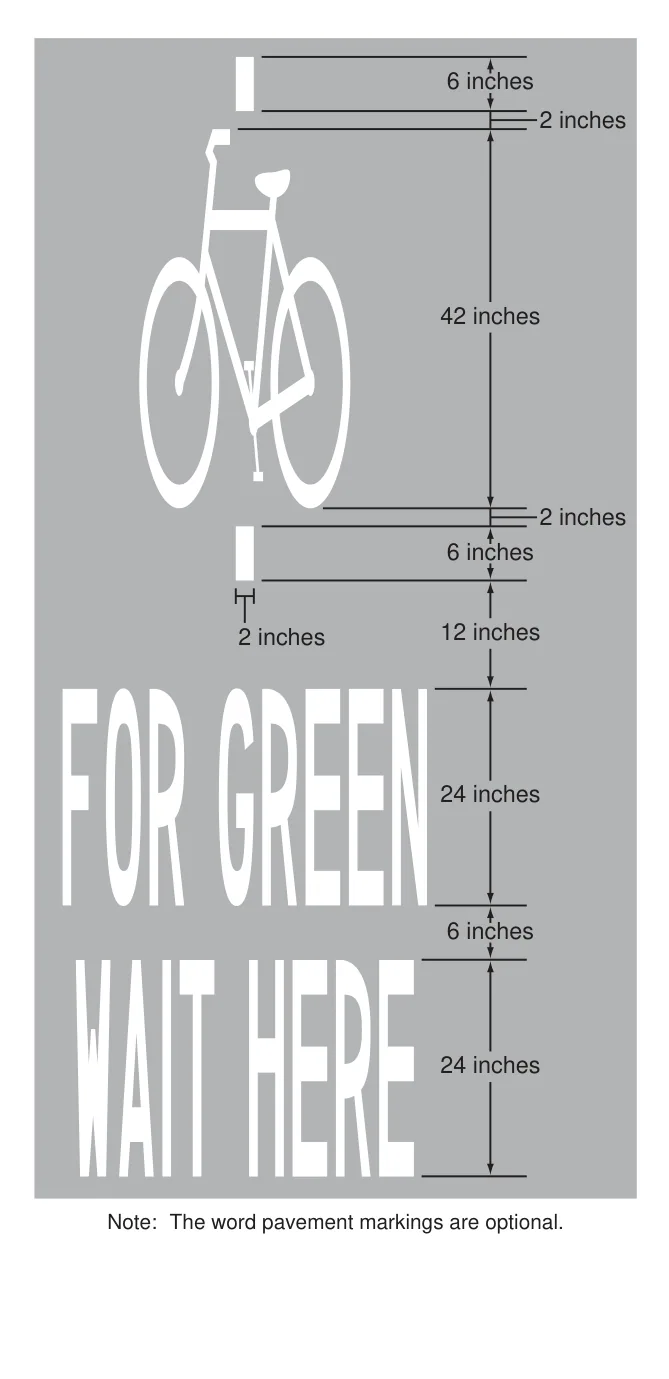 6 inches
2 inches
42 inches
2 inches
6 inches
2 inches
12 inches
FOR GREEN
24 inches
6 inches
WAIT HERE
24 inches
Note: The word pavement markings are optional.